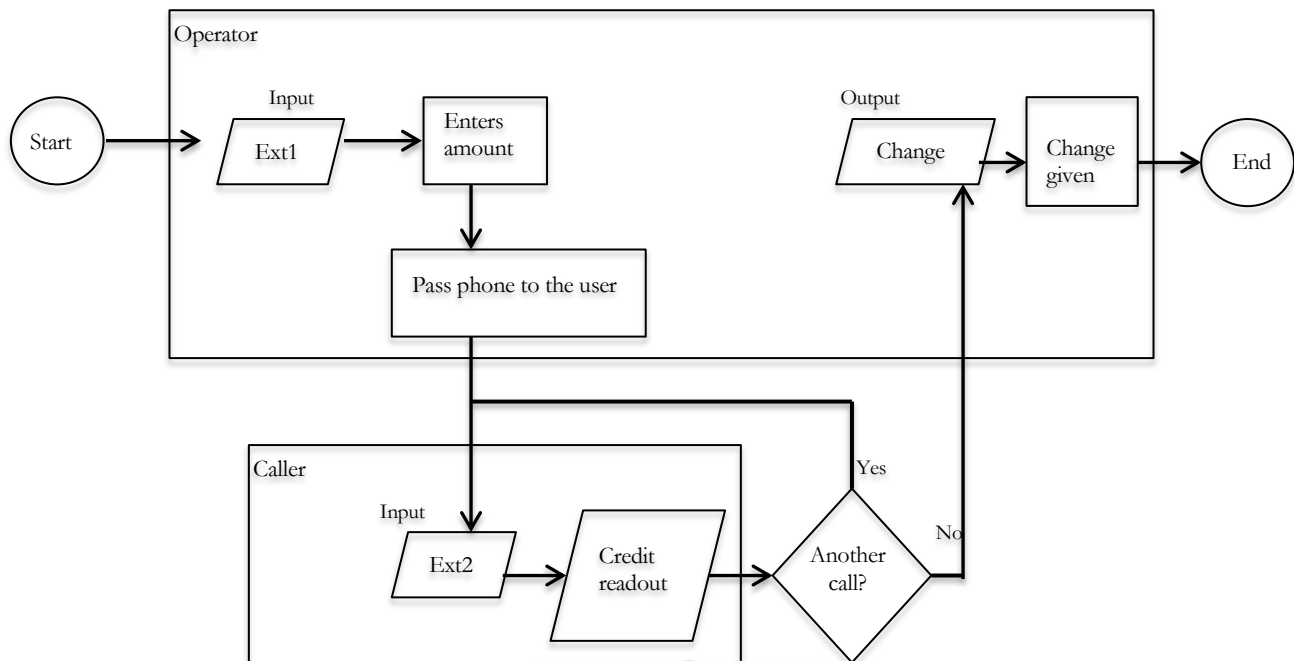 Operator
Input
Output
Start
Ext1
Enters
amount
Change
Change
given
End
Pass phone to the user
Caller
Yes
Input
No
Ext2
Credit
readout
Another
call?